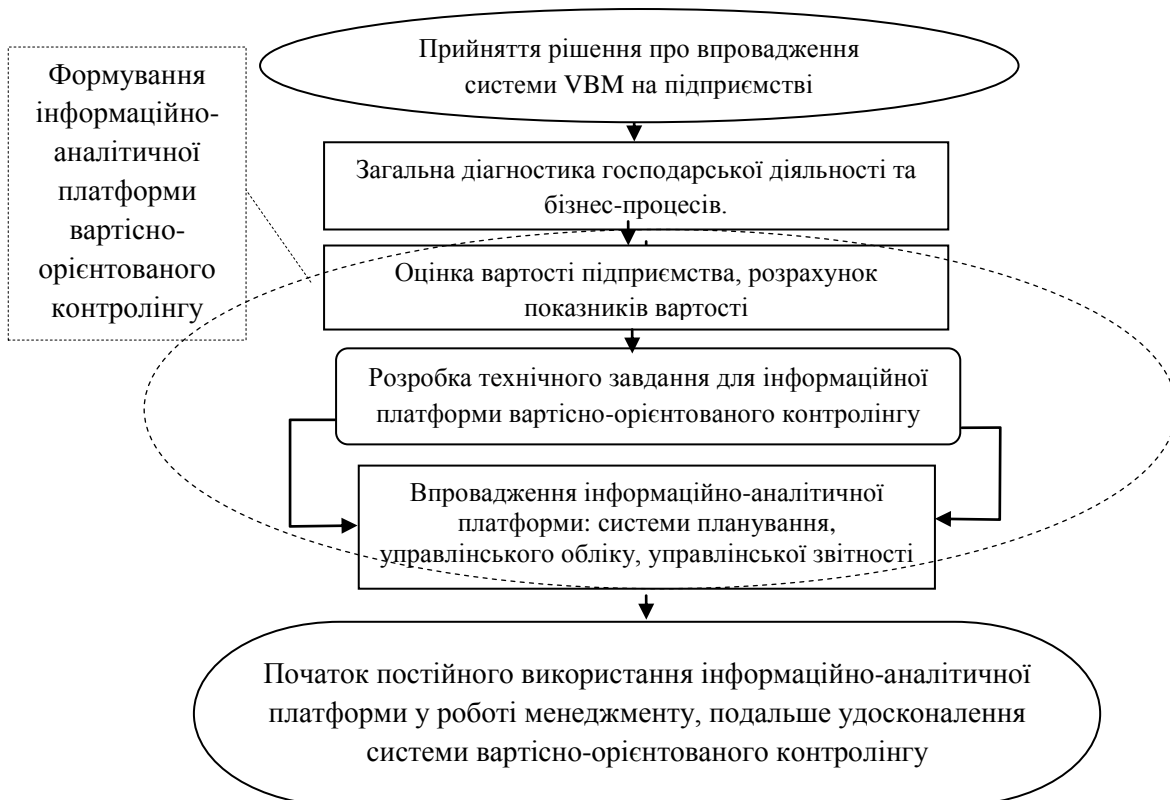 Прийняття рішення про впровадження
системи VBM на підприємстві
Формування
інформаційно-
аналітичної
платформи
вартісно-
орієнтованого
контролінгу
Загальна діагностика господарської діяльності та
бізнес-процесів.
Оцінка вартості підприємства, розрахунок
показників вартості
Розробка технічного завдання для інформаційної
платформи вартісно-орієнтованого контролінгу
Впровадження інформаційно-аналітичної
платформи: системи планування,
управлінського обліку, управлінської звітності
Початок постійного використання інформаційно-аналітичної
платформи у роботі менеджменту, подальше удосконалення
системи вартісно-орієнтованого контролінгу